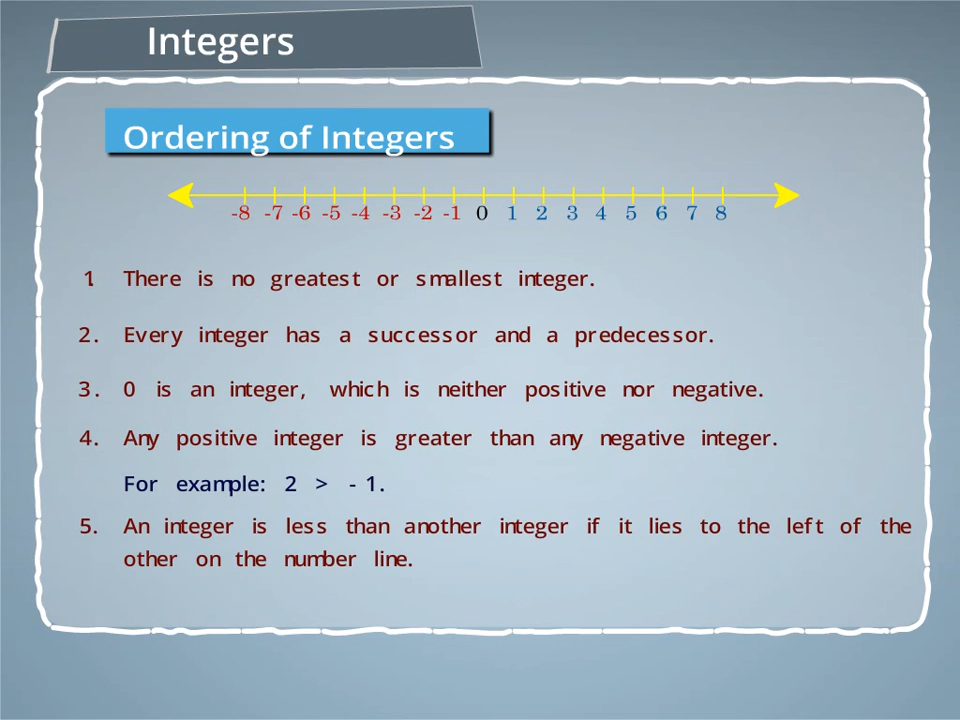 Integers
Ordering of Integers
-8 -7 -6 -5 -4 -3 -2 -1 0 1 2 3 4 5 6 7 8
1. There is no greatest or smallest integer.
2. Every integer has a successor and a predecessor.
3. 0 is an integer, which is neither positive nor negative.
4. Any positive integer is greater than any negative integer.
For example: 2 > - 1.
5. An integer is less than another integer if it lies to the left of the
other on the number line.